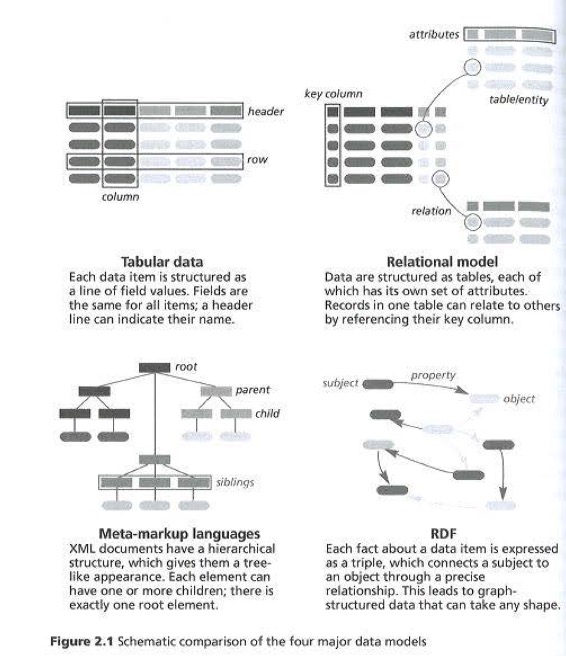 header
row
column
Tabular data
Each data item is structured as
a line of field values. Fields are
the same for all items; a header
line can indicate their name.
attributes
table/entity
key column
relation
Relational model
Data are structured as tables, each of
which has its own set of attributes.
Records in one table can relate to others
by referencing their key column.
root
parent
child
siblings
Meta-markup languages
XML documents have a hierarchical
structure, which gives them a tree-
like appearance. Each element can
have one or more children; there is
exactly one root element.
subject
property
object
RDF
Each fact about a data item is expressed
as a triple, which connects a subject to
an object through a precise
relationship. This leads to graph-
structured data that can take any shape.
Figure 2.1 Schematic comparison of the four major data models